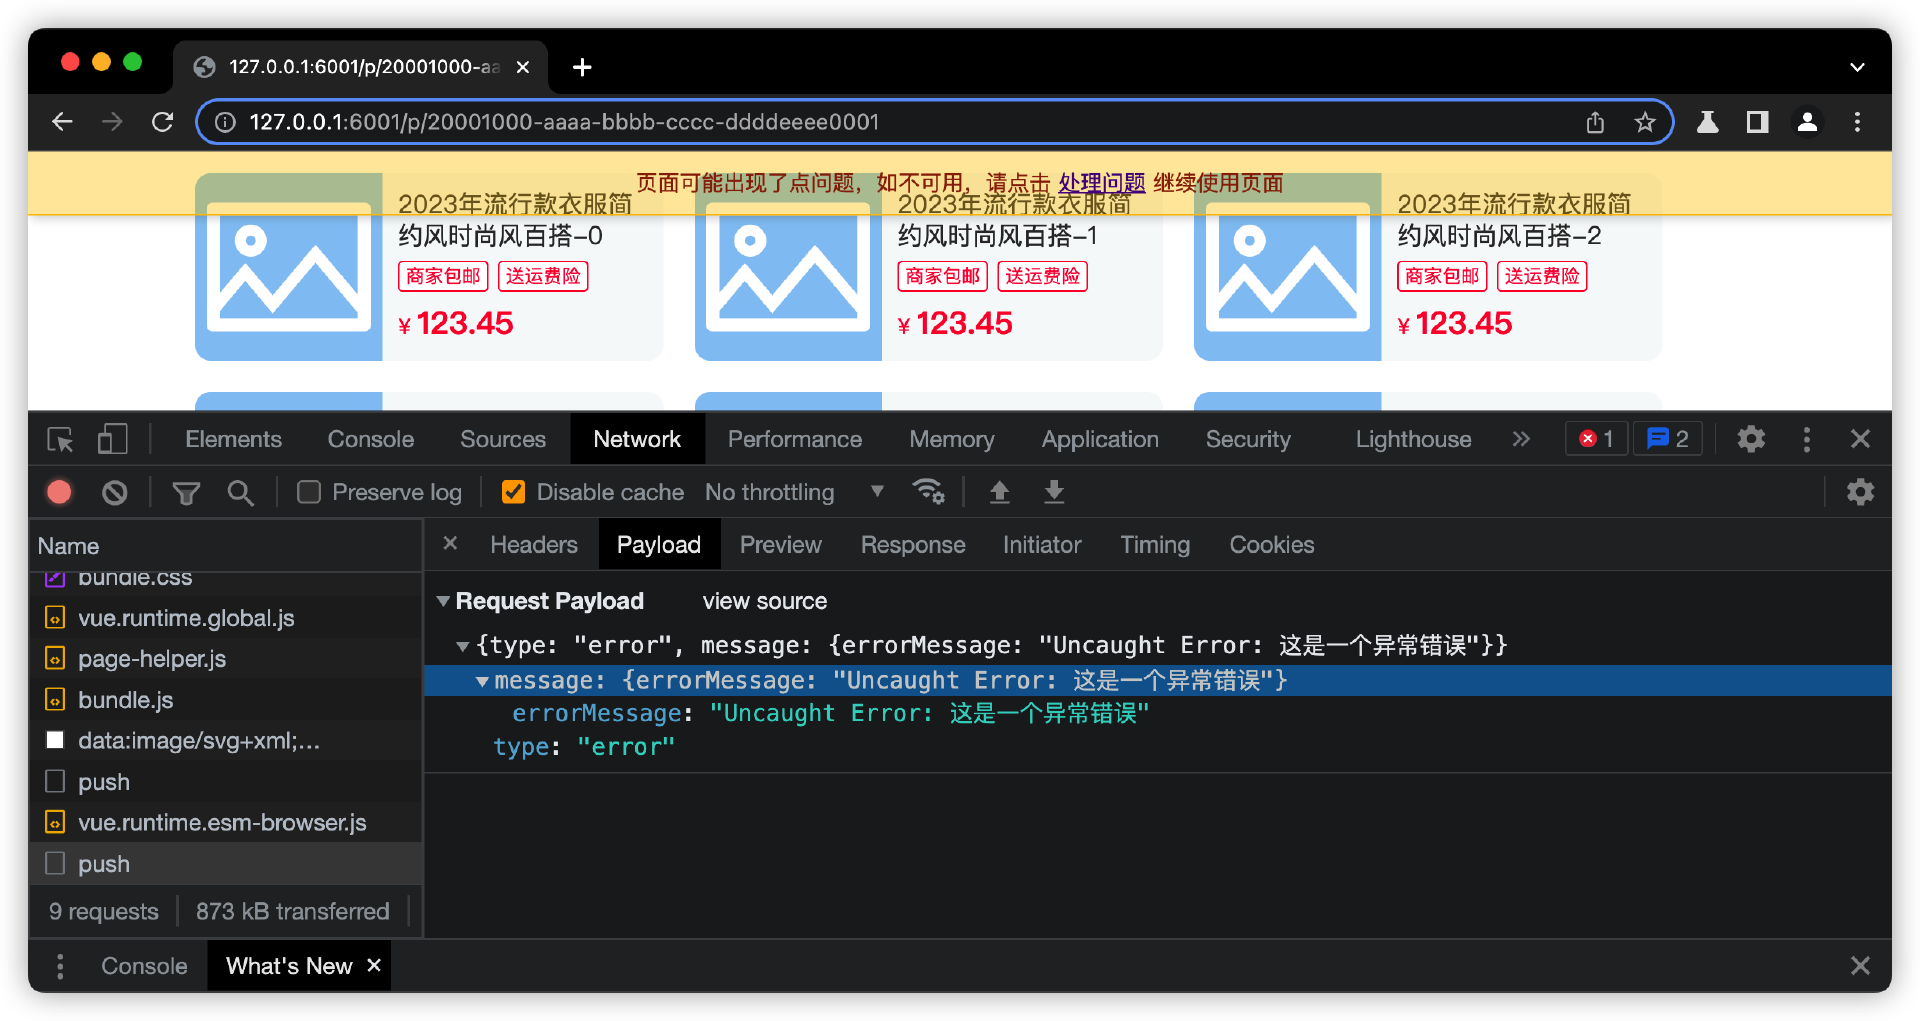 127.0.0.1:6001/p/20001000-aa
127.0.0.1:6001/p/20001000-aaaa-bbbb-cccc-ddddeeee0001
页面可能出现了点问题，如不可用，请点击 处理问题 继续使用页面
2023年流行款衣服简
约风时尚风百搭-0
商家包邮 送运费险
¥ 123.45
2023年流行款衣服简
约风时尚风百搭-1
商家包邮 送运费险
¥ 123.45
2023年流行款衣服简
约风时尚风百搭-2
商家包邮 送运费险
¥ 123.45
Elements Console Sources Network Performance Memory Application Security Lighthouse 1 2
Preserve log Disable cache No throttling
Name
bundle.css
vue.runtime.global.js
page-helper.js
bundle.js
data:image/svg+xml;...
push
vue.runtime.esm-browser.js
push
9 requests 873 kB transferred
Headers Payload Preview Response Initiator Timing Cookies
Request Payload view source
{type: "error", message: {errorMessage: "Uncaught Error: 这是一个异常错误"}}
message: {errorMessage: "Uncaught Error: 这是一个异常错误"}
errorMessage: "Uncaught Error: 这是一个异常错误"
type: "error"
Console What's New